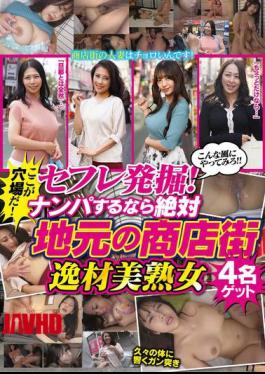 商店街の人妻はチョロいんです!
こんな風にやってみろ!!
ここが穴場だ!
セフレ発掘!
ナンパするなら絶対
地元の商店街
逸材美熟女
4名ゲット
久々の体に
響くガン突き
JAVHD